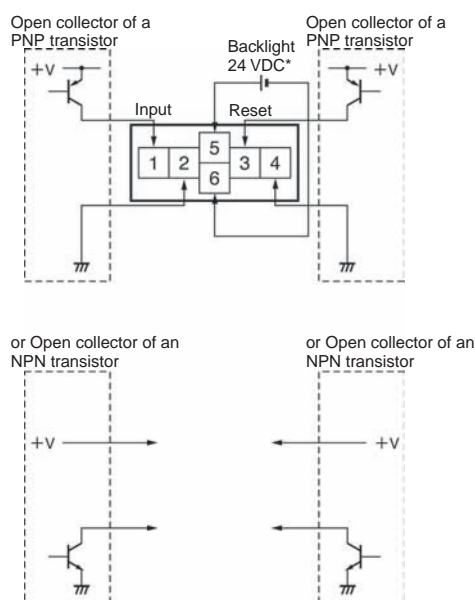 Open collector of a
PNP transistor
Open collector of a
PNP transistor
Backlight
24 VDC*
+V
+V
Input
Reset
1 2 5 6 3 4
or Open collector of an
NPN transistor
or Open collector of an
NPN transistor
+V
+V